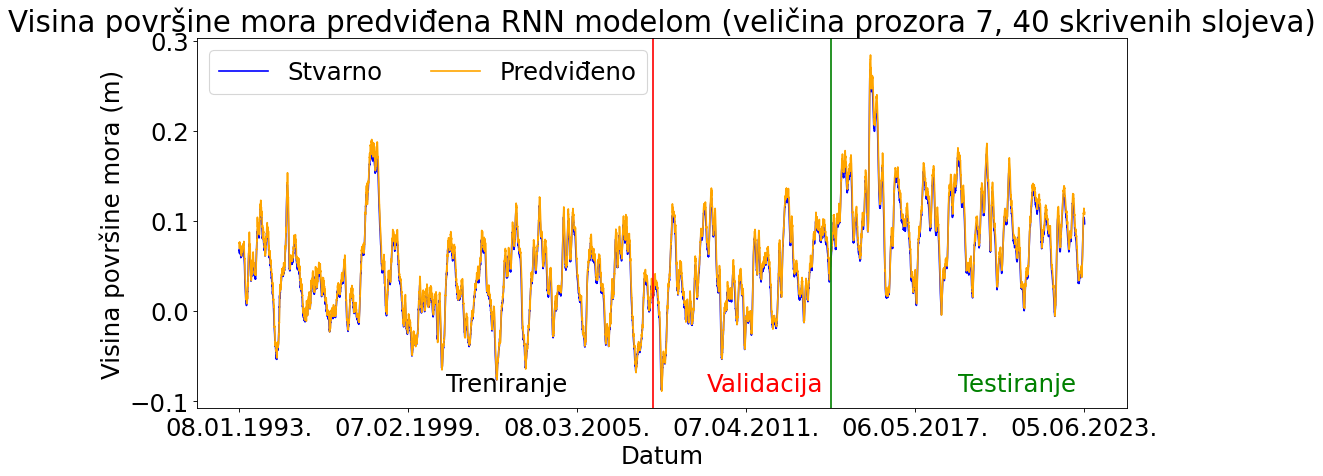 Visina površine mora predviđena RNN modelom (veličina prozora 7, 40 skrivenih slojeva)
Stvarno
Predviđeno
Visina površine mora (m)
0.3
0.2
0.1
0.0
−0.1
Treniranje
Validacija
Testiranje
08.01.1993.
07.02.1999.
08.03.2005.
07.04.2011.
06.05.2017.
05.06.2023.
Datum